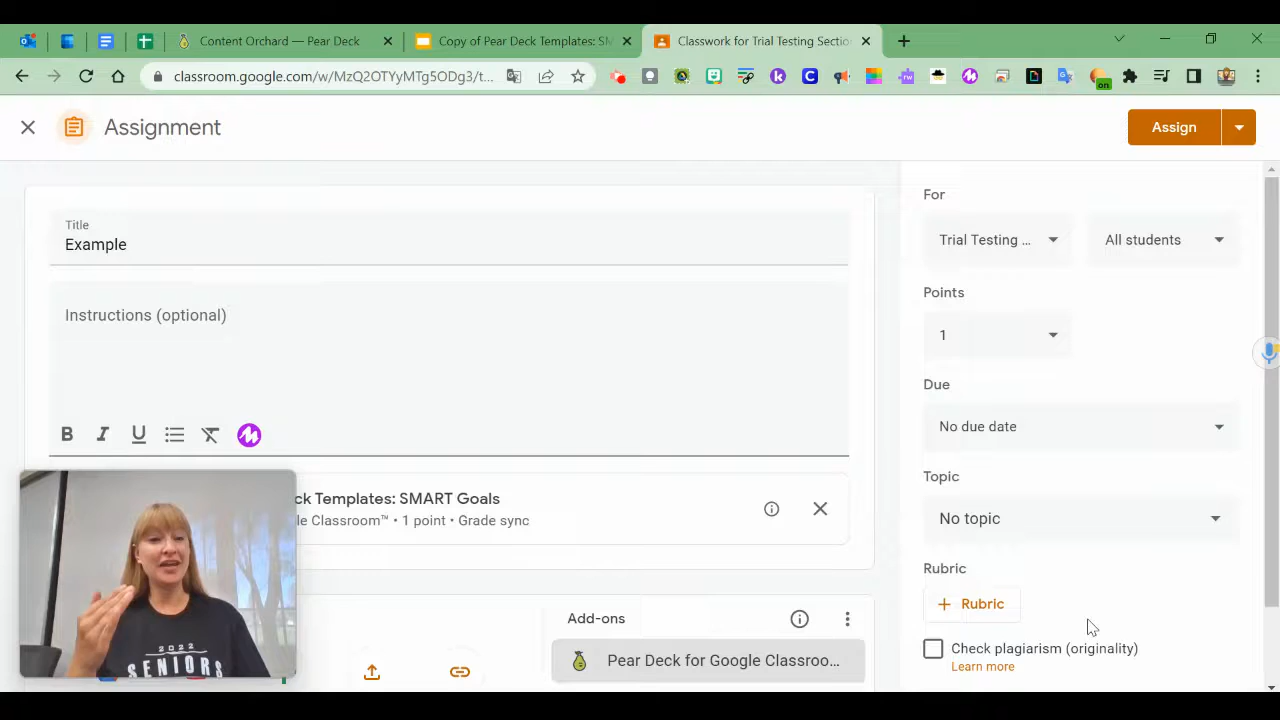 Content Orchard — Pear Deck
Copy of Pear Deck Templates: SM
Classwork for Trial Testing Sectio
classroom.google.com/w/MzQ2OTYyMTg5ODg3/t...
on
Assignment
Assign
Title
Example
Instructions (optional)
B I U
ck Templates: SMART Goals
le Classroom™ • 1 point • Grade sync
Add-ons
Pear Deck for Google Classroo...
For
Trial Testing ...
All students
Points
1
Due
No due date
Topic
No topic
Rubric
+ Rubric
Check plagiarism (originality)
Learn more
2022
SENIORS